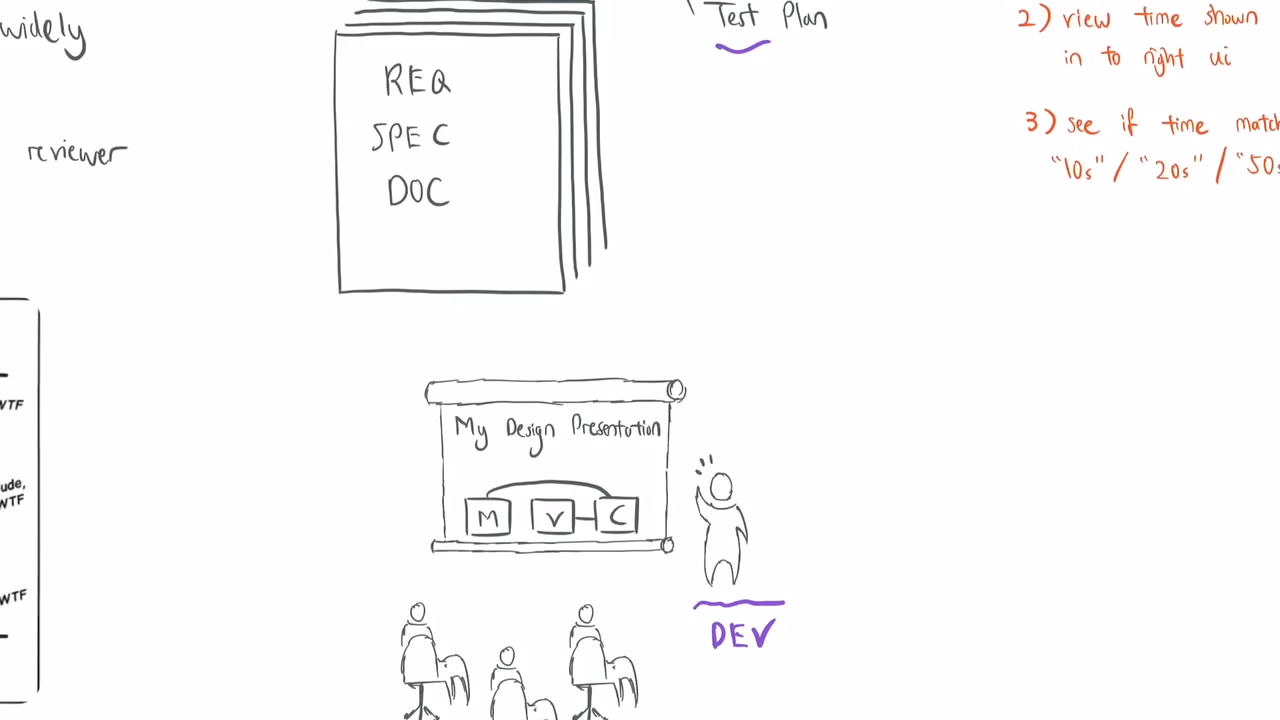 widely
reviewer
WTF
ude,
WTF
WTF
REQ
SPEC
DOC
Test Plan
2) view time shown
in to right ui
3) see if time match
"10s" / "20s" / "50s
My Design Presentation
M V C
DEV